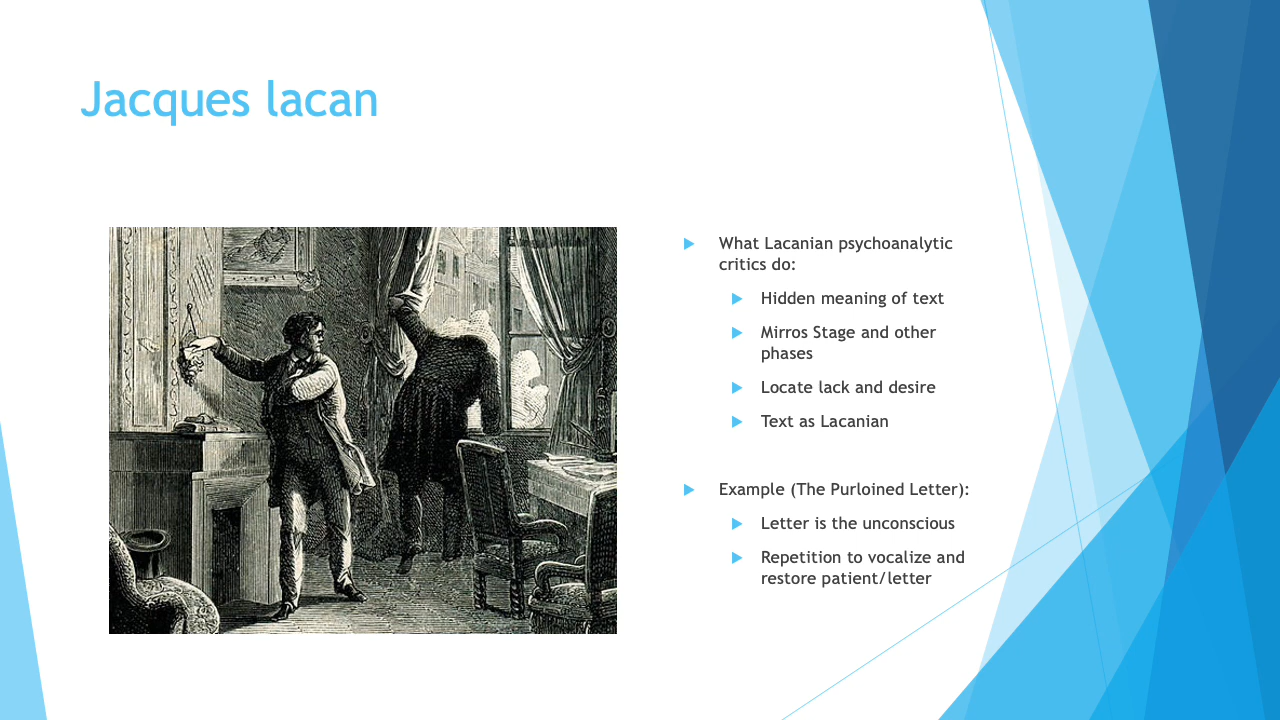 Jacques lacan
What Lacanian psychoanalytic
critics do:
Hidden meaning of text
Mirros Stage and other
phases
Locate lack and desire
Text as Lacanian
Example (The Purloined Letter):
Letter is the unconscious
Repetition to vocalize and
restore patient/letter